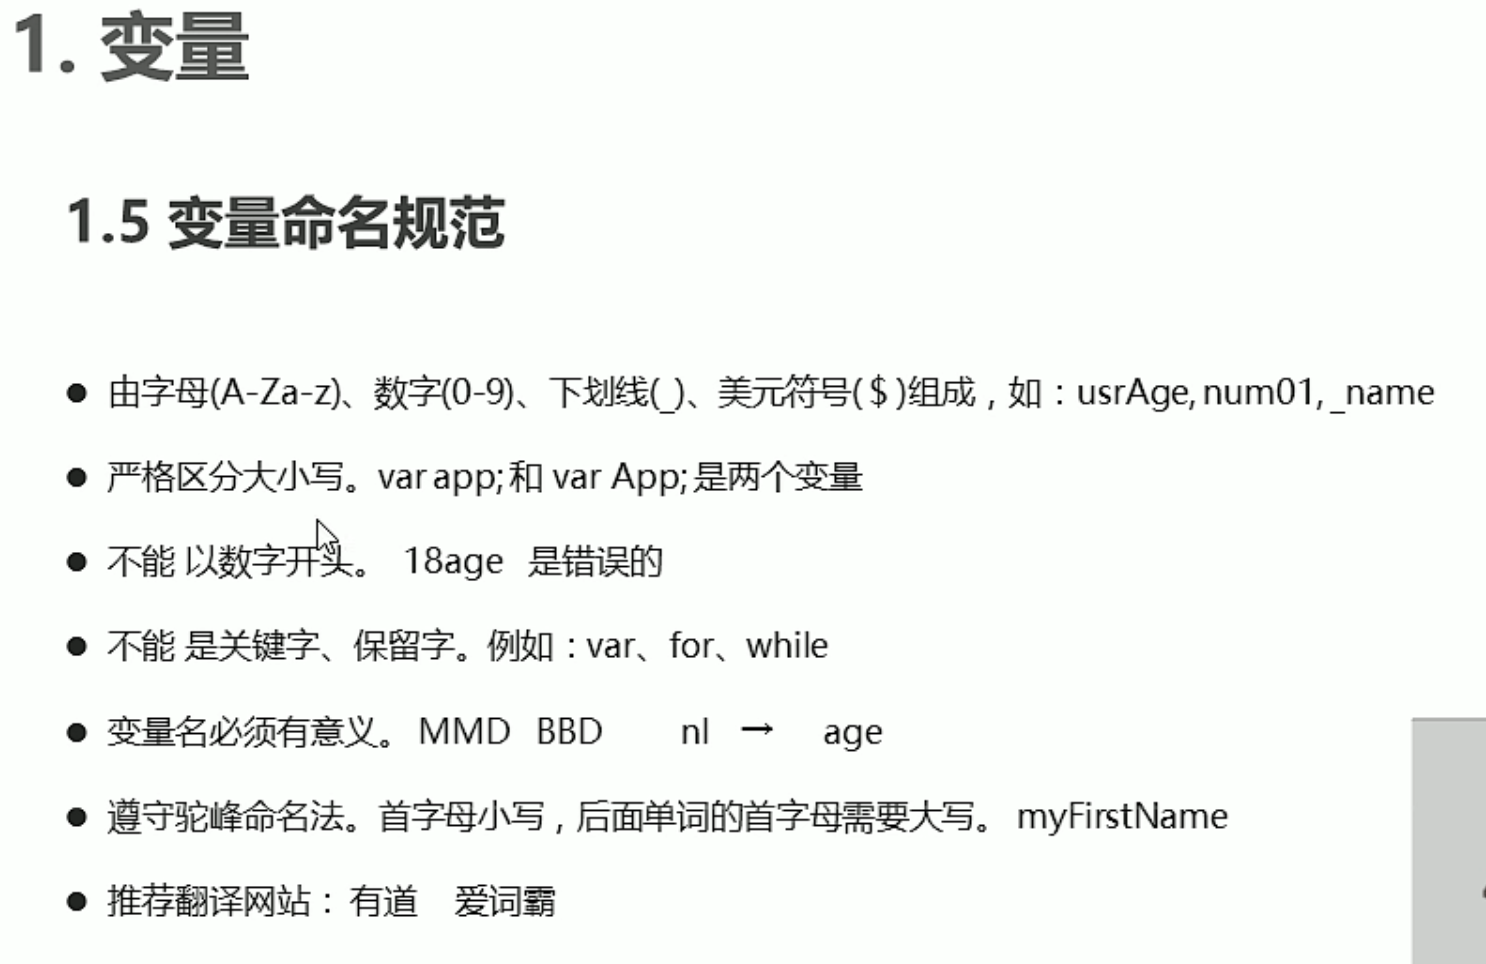 1. 变量
1.5 变量命名规范
● 由字母(A-Za-z)、数字(0-9)、下划线(_)、美元符号($)组成，如：usrAge, num01, _name
● 严格区分大小写。var app; 和 var App; 是两个变量
● 不能 以数字开头。 18age 是错误的
● 不能 是关键字、保留字。例如：var、for、while
● 变量名必须有意义。 MMD BBD nl → age
● 遵守驼峰命名法。首字母小写，后面单词的首字母需要大写。 myFirstName
● 推荐翻译网站： 有道 爱词霸